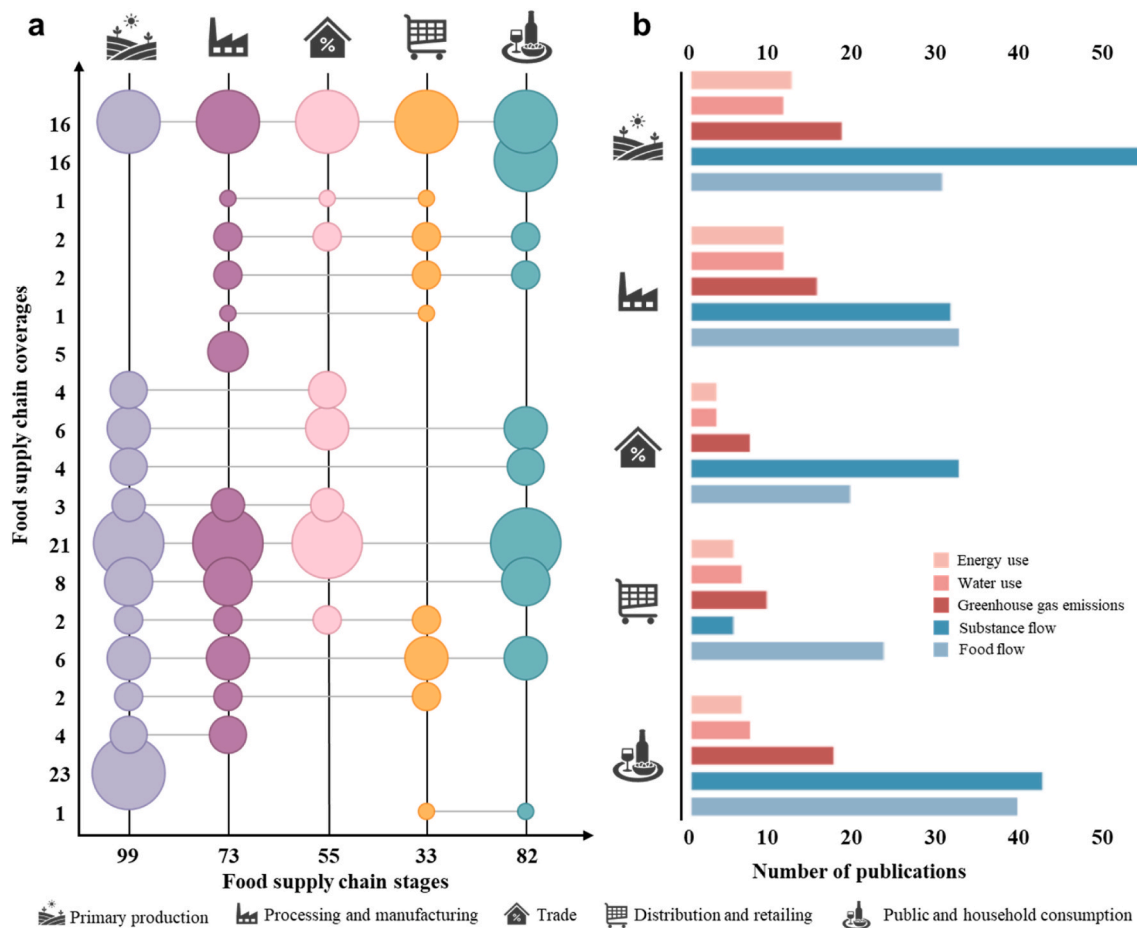 a
%
16
16
1
2
2
1
5
4
6
4
3
21
8
2
6
2
4
23
1
Food supply chain coverages
99 73 55 33 82
Food supply chain stages
b
0 10 20 30 40 50
%
Energy use
Water use
Greenhouse gas emissions
Substance flow
Food flow
0 10 20 30 40 50
Number of publications
Primary production Processing and manufacturing % Trade Distribution and retailing Public and household consumption